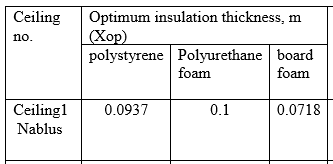 Ceiling no.
Optimum insulation thickness, m
(Xop)
polystyrene
Polyurethane foam
board foam
Ceiling1
Nablus
0.0937
0.1
0.0718